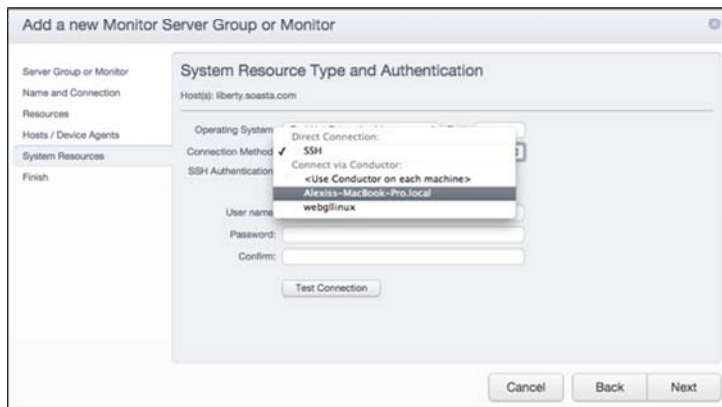 Add a new Monitor Server Group or Monitor
Server Group or Monitor
Name and Connection
Resources
Hosts / Device Agents
System Resources
Finish
System Resource Type and Authentication
Host(s): liberty.soasta.com
Operating System
Connection Method
SSH Authentication
Direct Connection:
✓ SSH
Connect via Conductor:
<Use Conductor on each machine>
Alexiss-MacBook-Pro.local
webgllinux
User name
Password:
Confirm:
Test Connection
Cancel
Back
Next